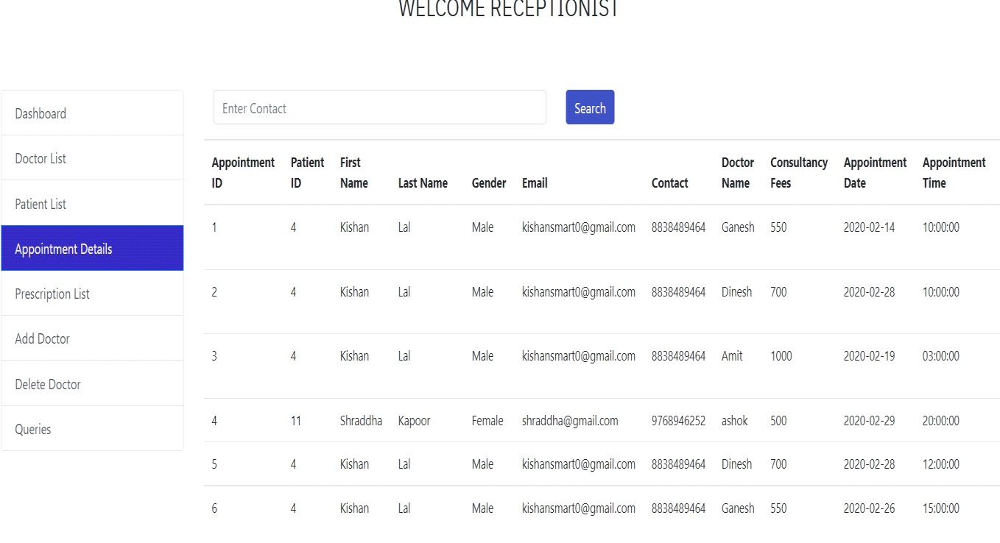 WELCOME RECEPTIONIST
Dashboard
Doctor List
Patient List
Appointment Details
Prescription List
Add Doctor
Delete Doctor
Queries
Enter Contact
Search
Appointment ID Patient ID First Name Last Name Gender Email Contact Doctor Name Consultancy Fees Appointment Date Appointment Time
1 4 Kishan Lal Male kishansmart0@gmail.com 8838489464 Ganesh 550 2020-02-14 10:00:00
2 4 Kishan Lal Male kishansmart0@gmail.com 8838489464 Dinesh 700 2020-02-28 10:00:00
3 4 Kishan Lal Male kishansmart0@gmail.com 8838489464 Amit 1000 2020-02-19 03:00:00
4 11 Shraddha Kapoor Female shraddha@gmail.com 9768946252 ashok 500 2020-02-29 20:00:00
5 4 Kishan Lal Male kishansmart0@gmail.com 8838489464 Dinesh 700 2020-02-28 12:00:00
6 4 Kishan Lal Male kishansmart0@gmail.com 8838489464 Ganesh 550 2020-02-26 15:00:00